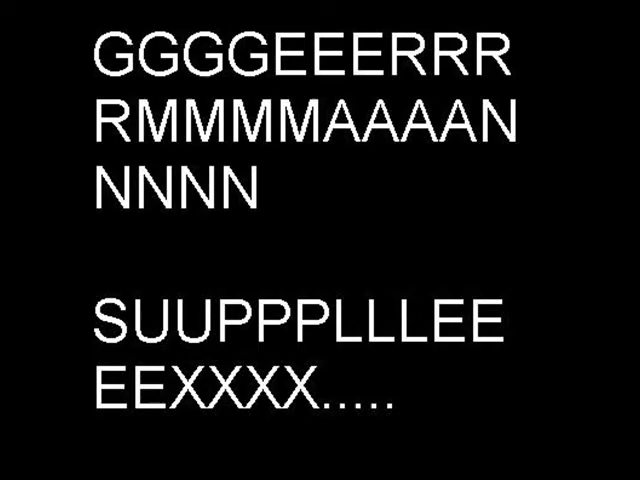 GGGGEEERRR
RMMMMAAAAN
NNNN
SUUPPPLLLEE
EEXXXX.....